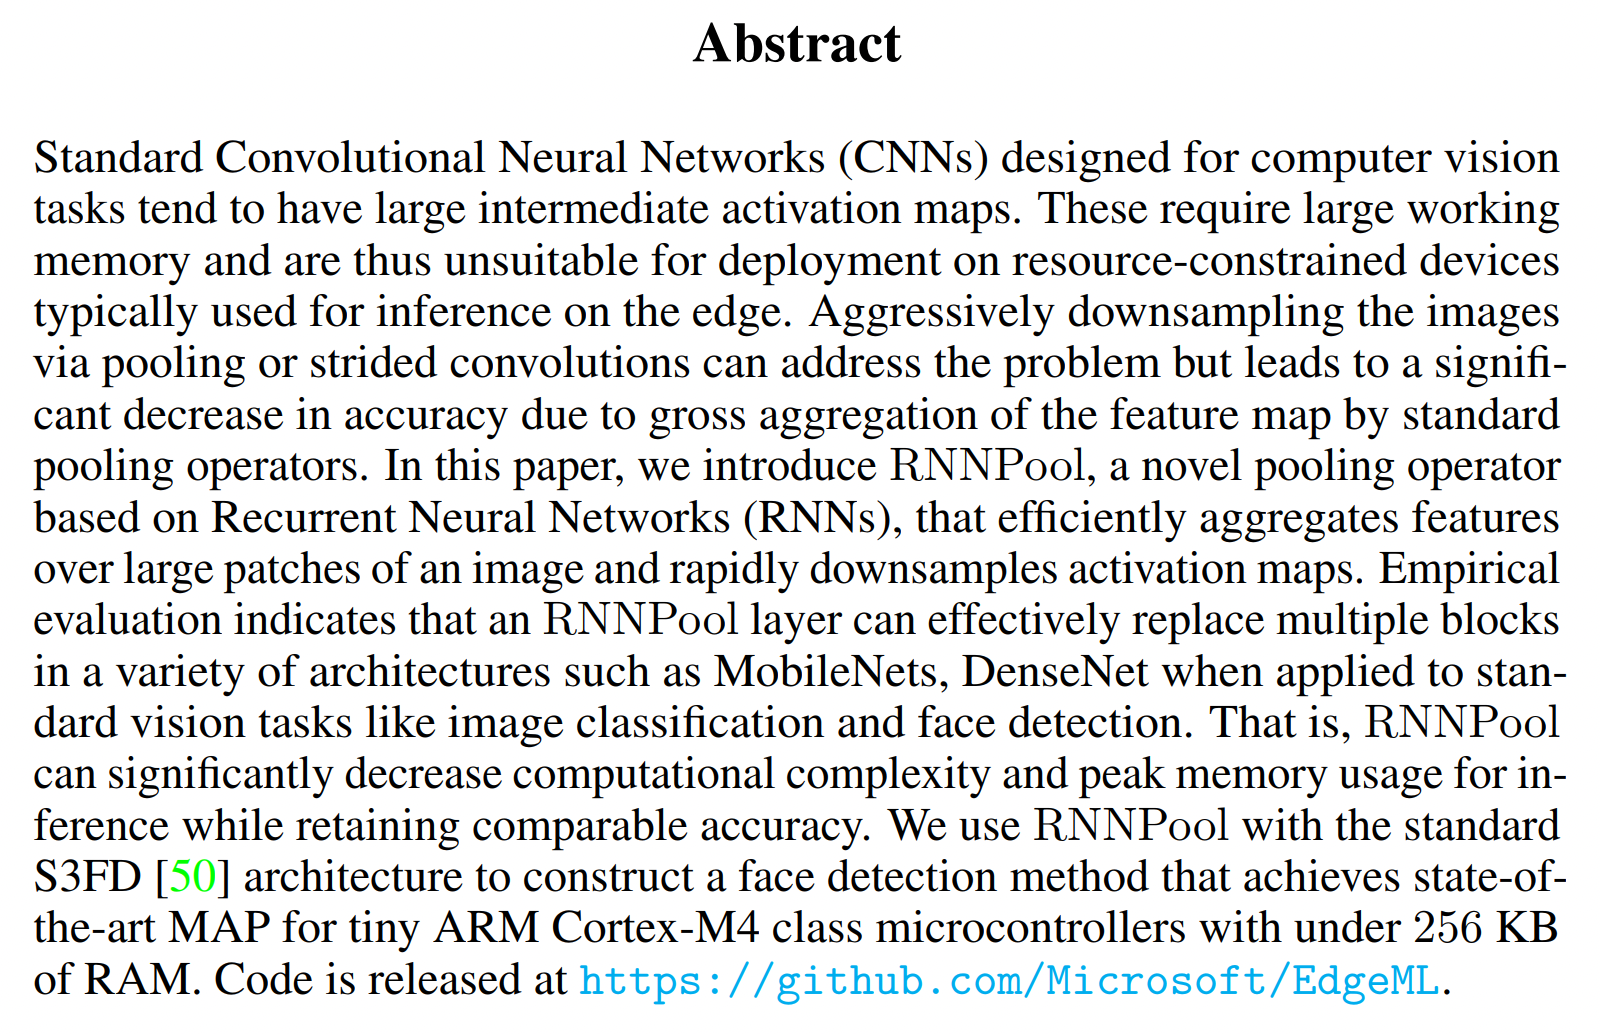 Abstract
Standard Convolutional Neural Networks (CNNs) designed for computer vision
tasks tend to have large intermediate activation maps. These require large working
memory and are thus unsuitable for deployment on resource-constrained devices
typically used for inference on the edge. Aggressively downsampling the images
via pooling or strided convolutions can address the problem but leads to a signifi-
cant decrease in accuracy due to gross aggregation of the feature map by standard
pooling operators. In this paper, we introduce RNNPool, a novel pooling operator
based on Recurrent Neural Networks (RNNs), that efficiently aggregates features
over large patches of an image and rapidly downsamples activation maps. Empirical
evaluation indicates that an RNNPool layer can effectively replace multiple blocks
in a variety of architectures such as MobileNets, DenseNet when applied to stan-
dard vision tasks like image classification and face detection. That is, RNNPool
can significantly decrease computational complexity and peak memory usage for in-
ference while retaining comparable accuracy. We use RNNPool with the standard
S3FD [50] architecture to construct a face detection method that achieves state-of-
the-art MAP for tiny ARM Cortex-M4 class microcontrollers with under 256 KB
of RAM. Code is released at https://github.com/Microsoft/EdgeML.